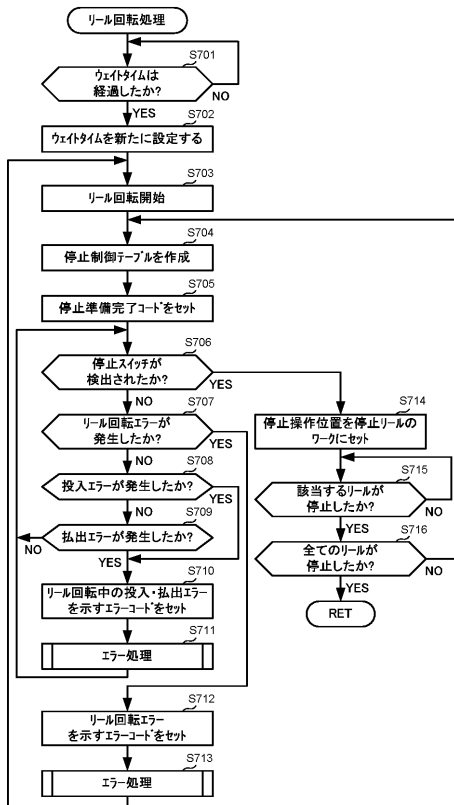 リール回転処理
S701
ウェイトタイムは
経過したか?
NO
YES
S702
ウェイトタイムを新たに設定する
S703
リール回転開始
S704
停止制御テーブルを作成
S705
停止準備完了コードをセット
S706
停止スイッチが
検出されたか?
YES
NO
S707
リール回転エラーが
発生したか?
YES
NO
S708
投入エラーが発生したか?
YES
NO
S709
払出エラーが発生したか?
NO
YES
S710
リール回転中の投入・払出エラー
を示すエラーコードをセット
S711
エラー処理
S712
リール回転エラー
を示すエラーコードをセット
S713
エラー処理
S714
停止操作位置を停止リールの
ワークにセット
S715
該当するリールが
停止したか?
NO
YES
S716
全てのリールが
停止したか?
NO
YES
RET